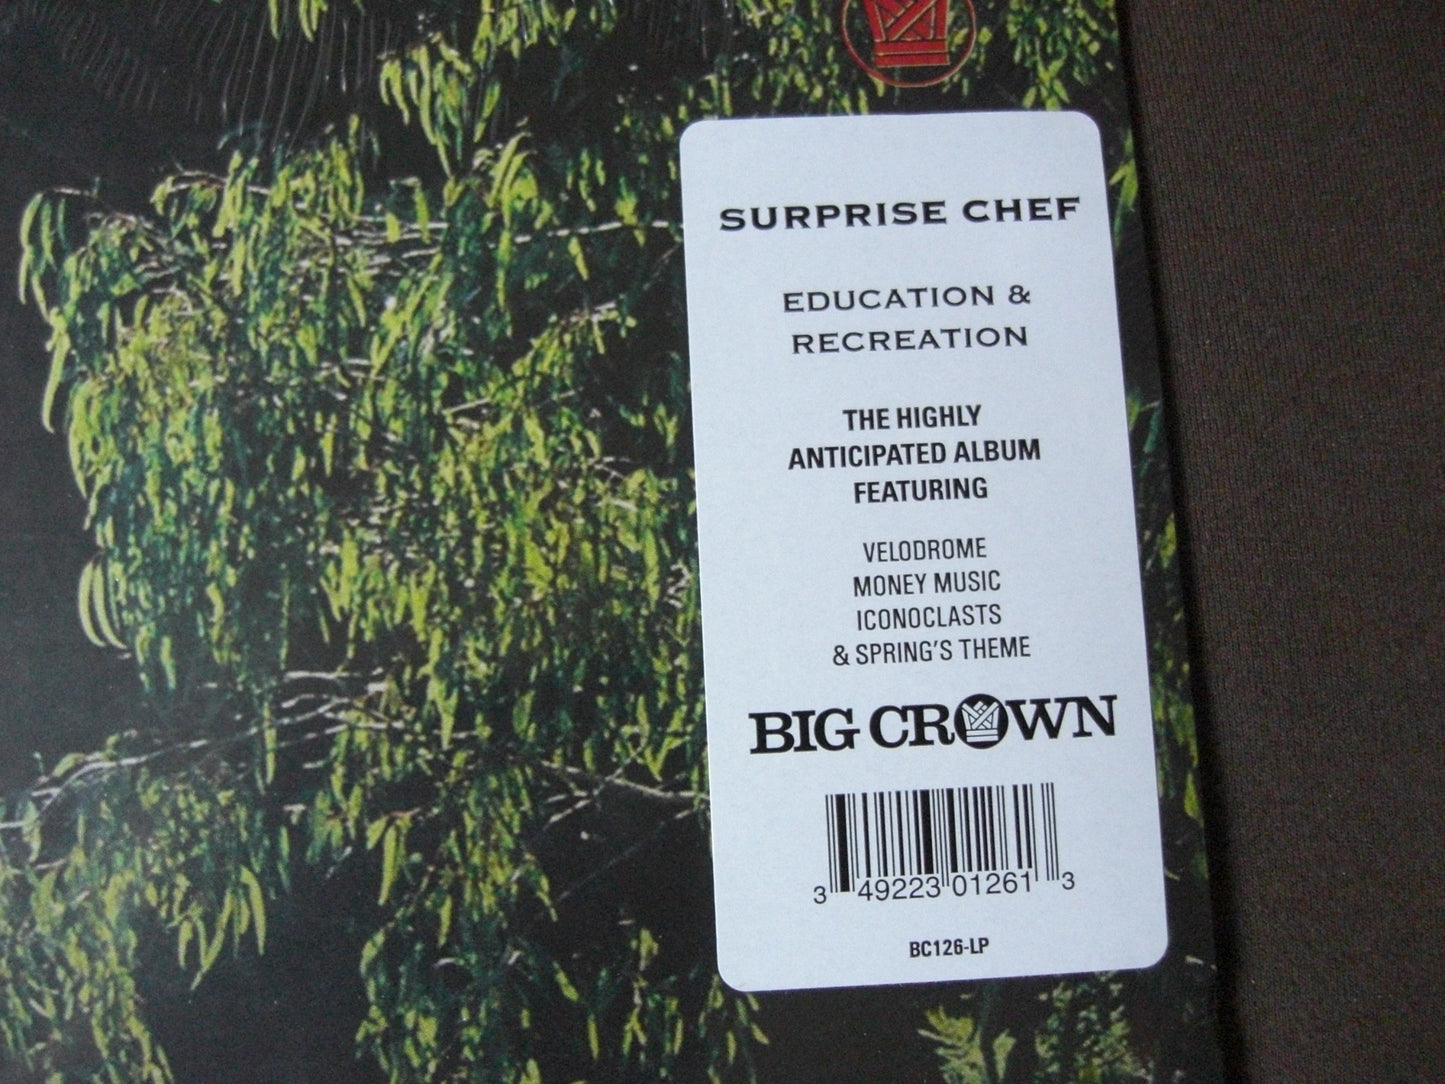 SURPRISE CHEF
EDUCATION &
RECREATION
THE HIGHLY
ANTICIPATED ALBUM
FEATURING
VELODROME
MONEY MUSIC
ICONOCLASTS
& SPRING'S THEME
BIG CROWN
3 49223 01261 3
BC126-LP